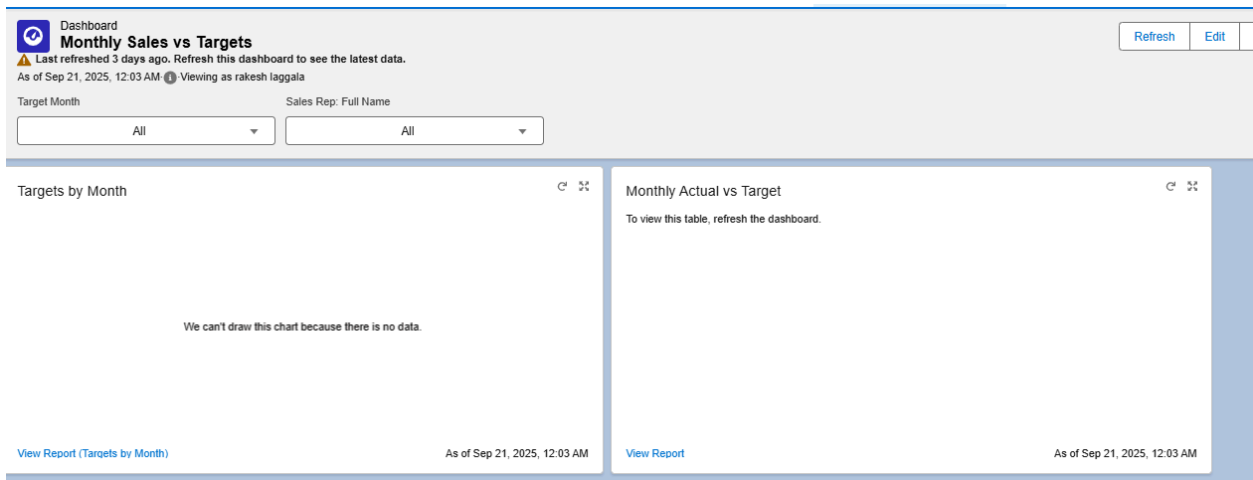 Dashboard
Monthly Sales vs Targets
Last refreshed 3 days ago. Refresh this dashboard to see the latest data.
As of Sep 21, 2025, 12:03 AM·Viewing as rakesh laggala
Refresh
Edit
Target Month
Sales Rep: Full Name
All
All
Targets by Month
We can't draw this chart because there is no data.
View Report (Targets by Month)
As of Sep 21, 2025, 12:03 AM
Monthly Actual vs Target
To view this table, refresh the dashboard.
View Report
As of Sep 21, 2025, 12:03 AM